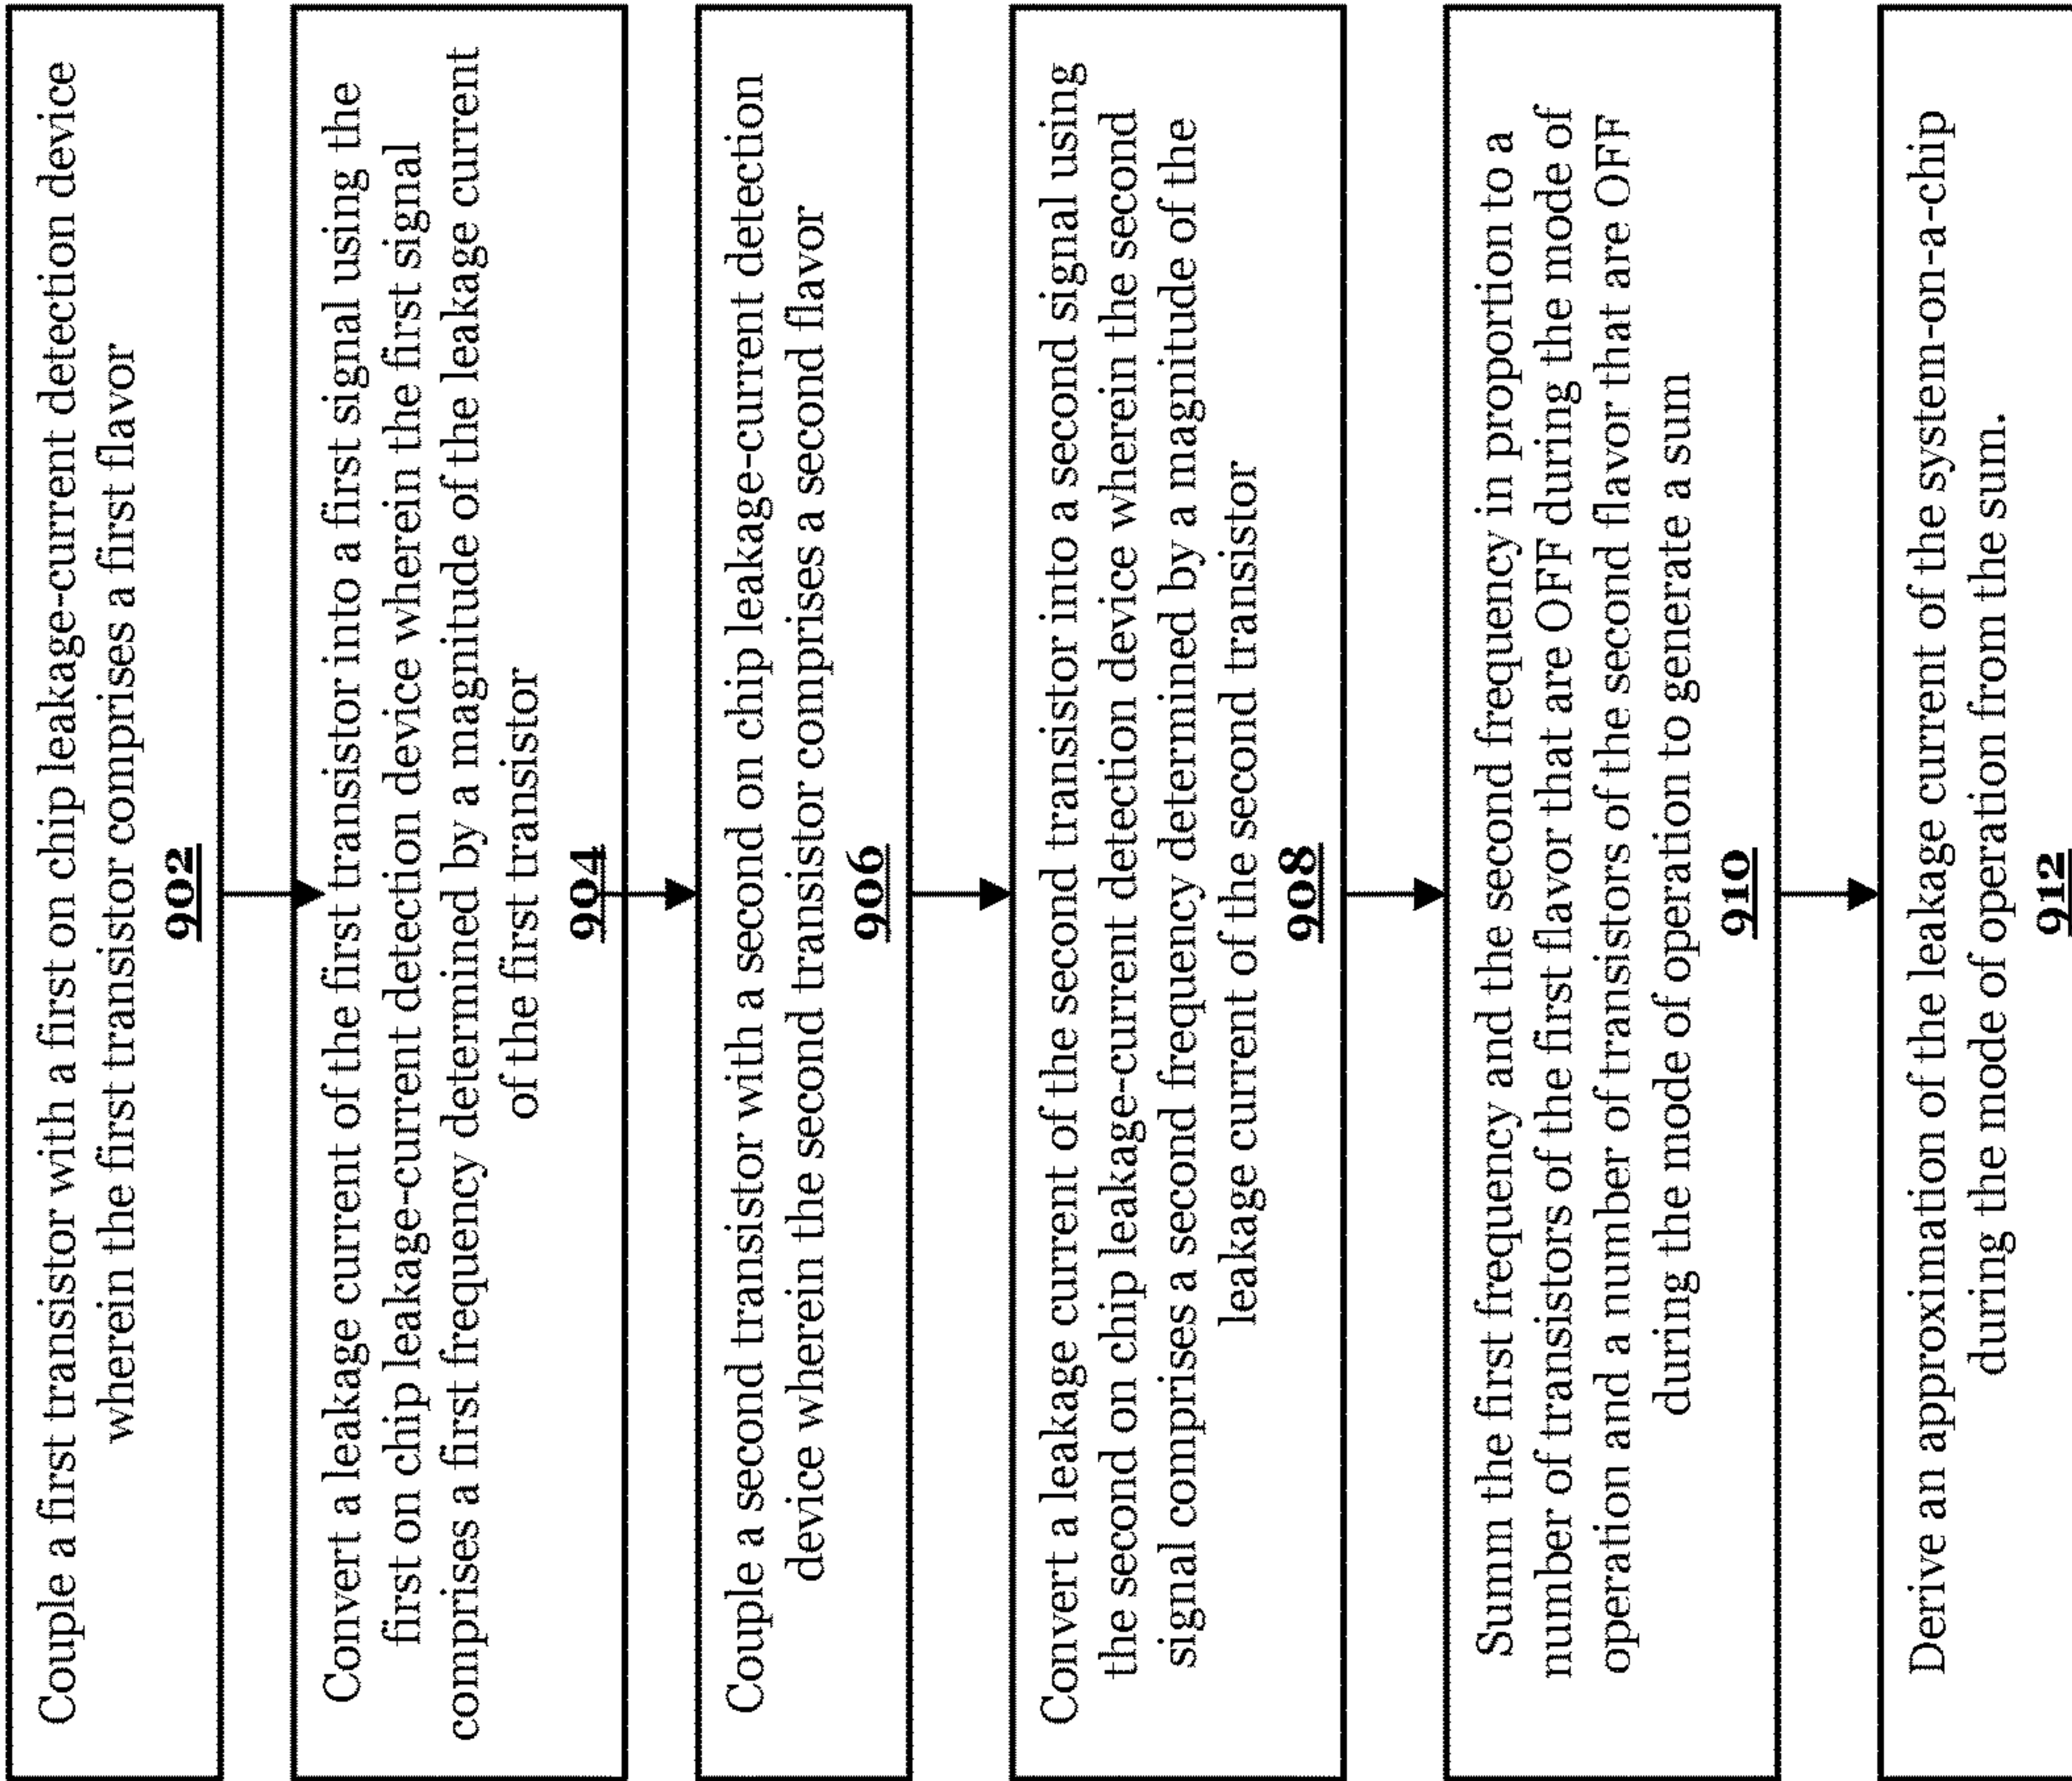 Couple a first transistor with a first on chip leakage-current detection device
wherein the first transistor comprises a first flavor
902
Convert a leakage current of the first transistor into a first signal using the
first on chip leakage-current detection device wherein the first signal
comprises a first frequency determined by a magnitude of the leakage current
of the first transistor
904
Couple a second transistor with a second on chip leakage-current detection
device wherein the second transistor comprises a second flavor
906
Convert a leakage current of the second transistor into a second signal using
the second on chip leakage-current detection device wherein the second
signal comprises a second frequency determined by a magnitude of the
leakage current of the second transistor
908
Summ the first frequency and the second frequency in proportion to a
number of transistors of the first flavor that are OFF during the mode of
operation and a number of transistors of the second flavor that are OFF
during the mode of operation to generate a sum
910
Derive an approximation of the leakage current of the system-on-a-chip
during the mode of operation from the sum.
912